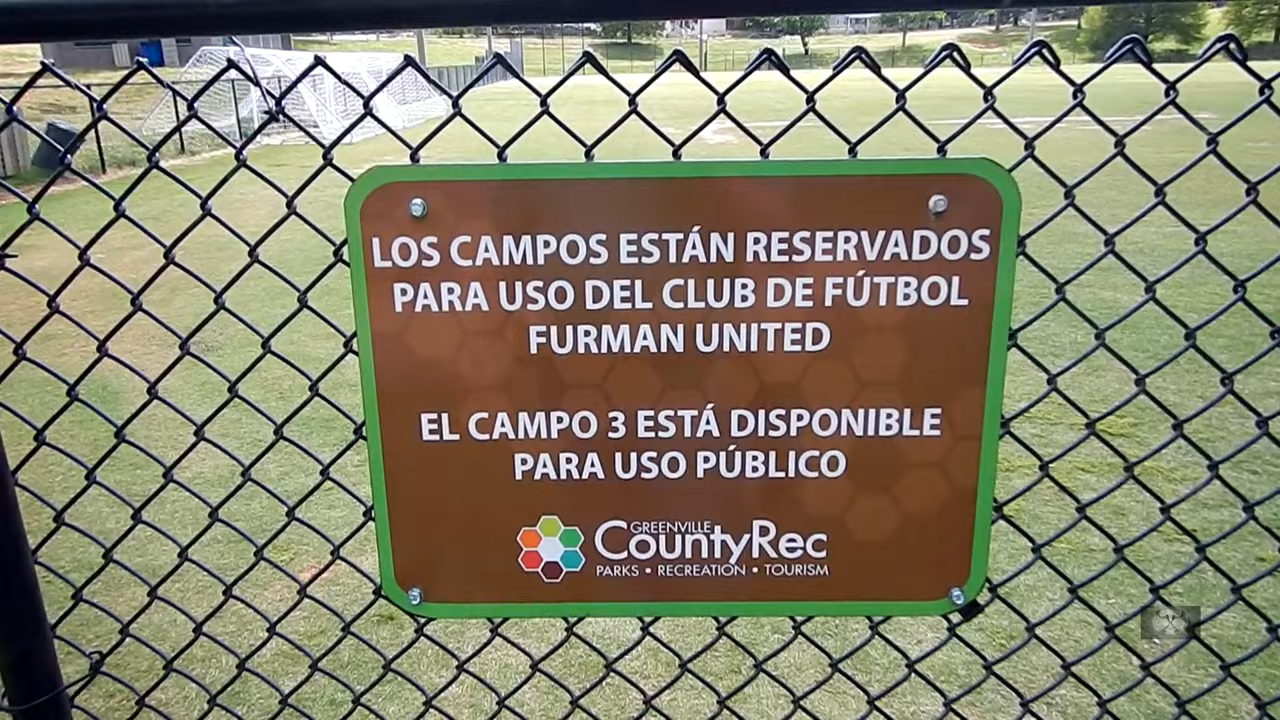 LOS CAMPOS ESTÁN RESERVADOS
PARA USO DEL CLUB DE FÚTBOL
FURMAN UNITED
EL CAMPO 3 ESTÁ DISPONIBLE
PARA USO PÚBLICO
GREENVILLE
CountyRec
PARKS • RECREATION • TOURISM